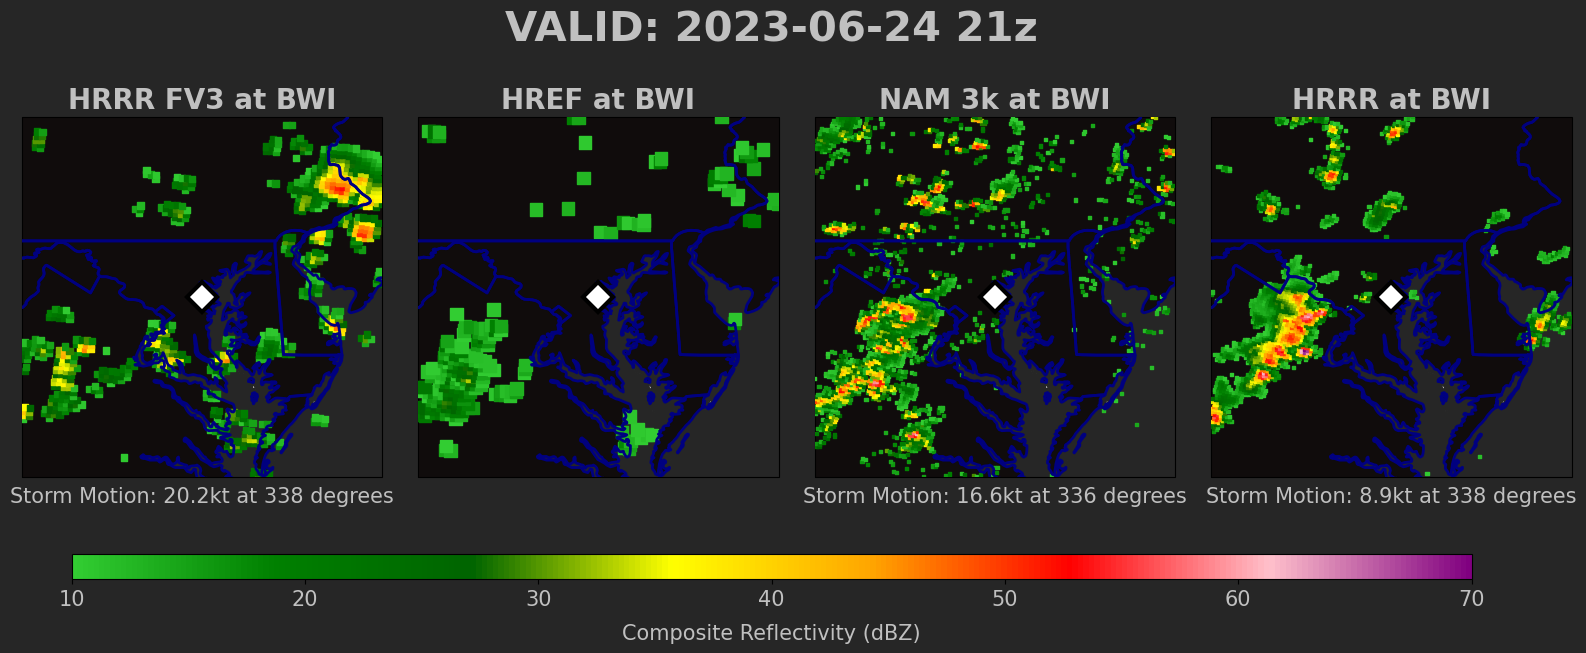 VALID: 2023-06-24 21z
HRRR FV3 at BWI
HREF at BWI
NAM 3k at BWI
HRRR at BWI
Storm Motion: 20.2kt at 338 degrees
Storm Motion: 16.6kt at 336 degrees
Storm Motion: 8.9kt at 338 degrees
10 20 30 40 50 60 70
Composite Reflectivity (dBZ)